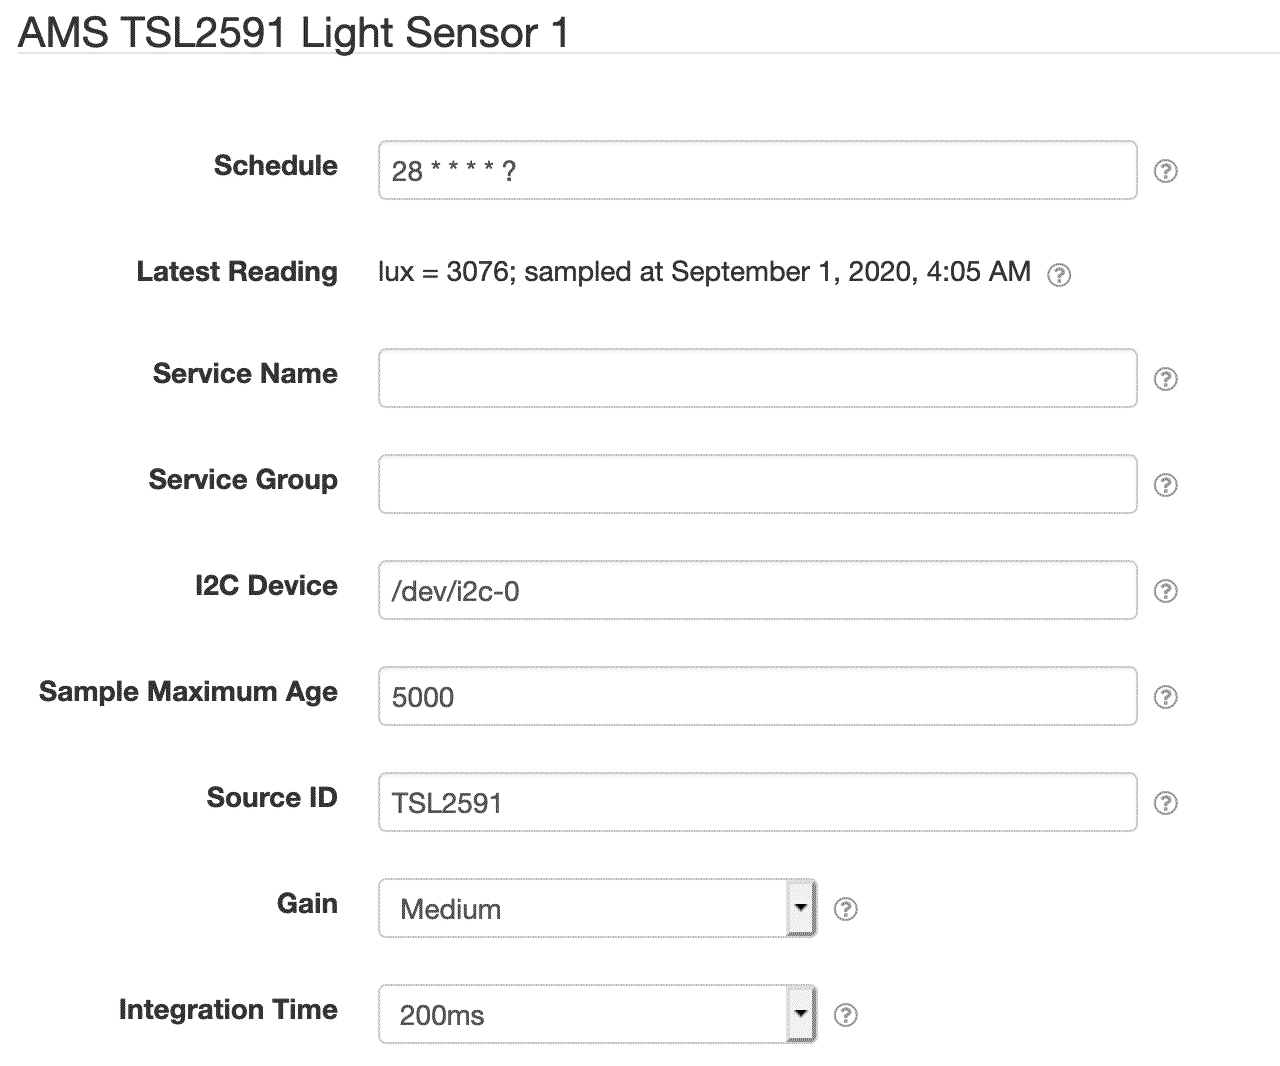 AMS TSL2591 Light Sensor 1
Schedule 28 * * * * ?
Latest Reading lux = 3076; sampled at September 1, 2020, 4:05 AM
Service Name
Service Group
I2C Device /dev/i2c-0
Sample Maximum Age 5000
Source ID TSL2591
Gain Medium
Integration Time 200ms